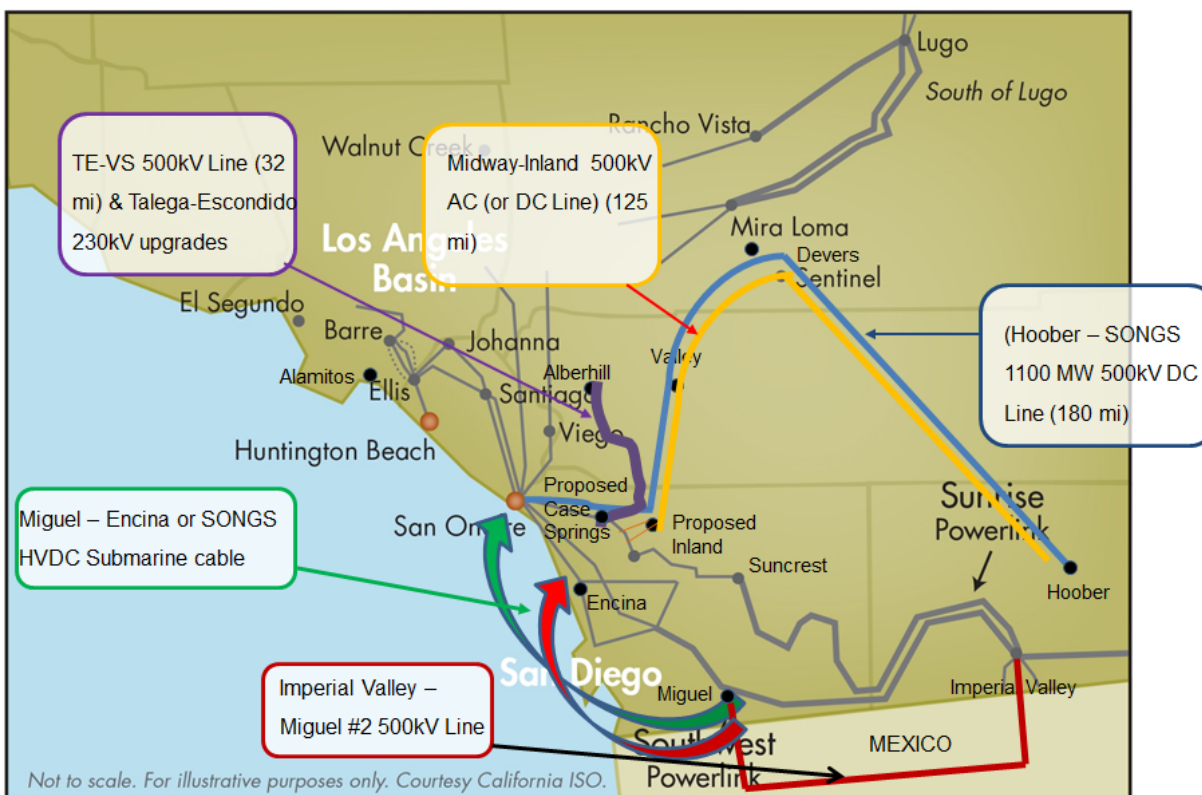 Lugo
South of Lugo
Rancho Vista
Walnut Creek
TE-VS 500kV Line (32
mi) & Talega-Escondido
230kV upgrades
Midway-Inland 500kV
AC (or DC Line) (125
mi)
Los Angeles
Basin
Mira Loma
Devers
Sentinel
El Segundo
Barre
Johanna
Alamitos
Ellis
Santiago
Alberhill
Valley
(Hoober – SONGS
1100 MW 500kV DC
Line (180 mi)
Viego
Huntington Beach
Proposed
Case
Springs
San Onofre
Proposed
Inland
Sunrise
Powerlink
Miguel – Encina or SONGS
HVDC Submarine cable
Suncrest
Hoober
Encina
San Diego
Imperial Valley –
Miguel #2 500kV Line
Miguel
Imperial Valley
Southwest
Powerlink
MEXICO
Not to scale. For illustrative purposes only. Courtesy California ISO.